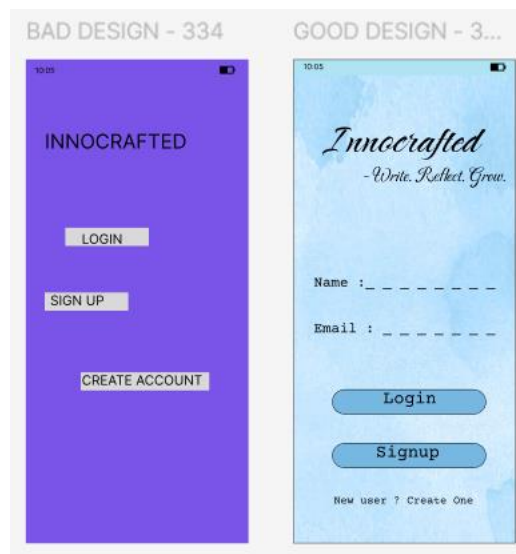 BAD DESIGN - 334
10:05
INNOCRAFTED
LOGIN
SIGN UP
CREATE ACCOUNT
GOOD DESIGN - 3...
10:05
Innocrafted
-Write. Reflect. Grow.
Name :_ _ _ _ _ _ _ _
Email : _ _ _ _ _ _ _
Login
Signup
New user ? Create One